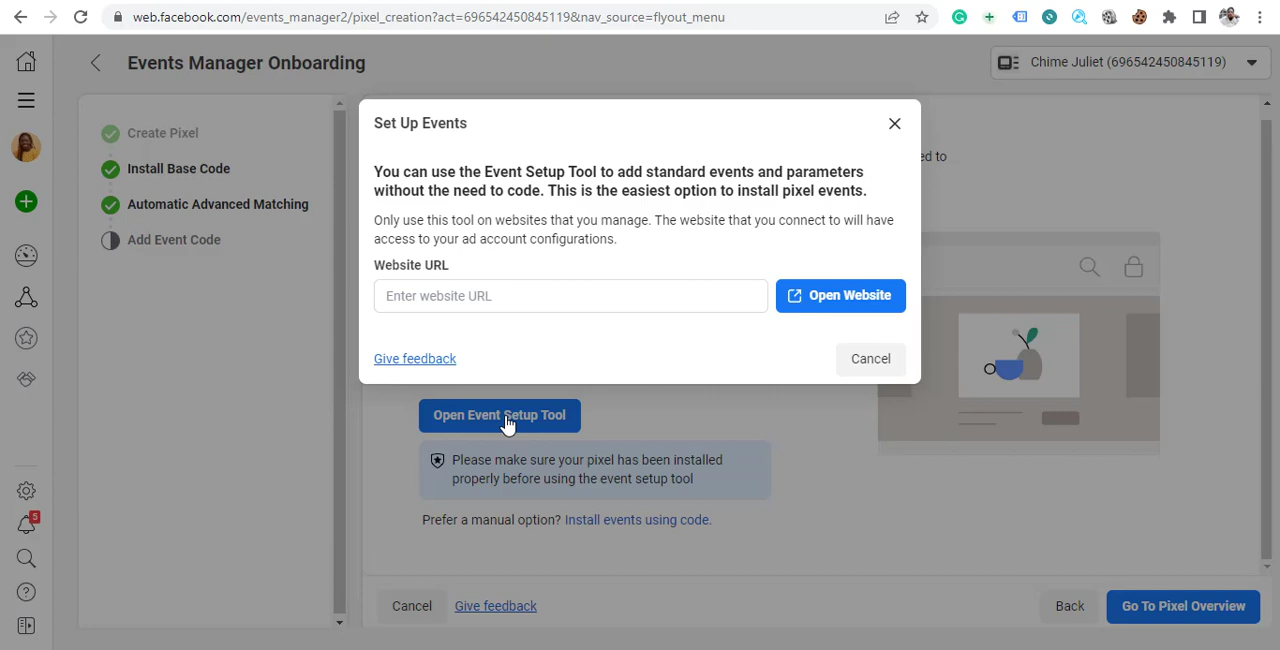 web.facebook.com/events_manager2/pixel_creation?act=696542450845119&nav_source=flyout_menu
Events Manager Onboarding
Chime Juliet (696542450845119)
Create Pixel
Install Base Code
Automatic Advanced Matching
Add Event Code
5
ed to
Set Up Events
You can use the Event Setup Tool to add standard events and parameters
without the need to code. This is the easiest option to install pixel events.
Only use this tool on websites that you manage. The website that you connect to will have
access to your ad account configurations.
Website URL
Enter website URL
Open Website
Give feedback
Cancel
Open Event Setup Tool
Please make sure your pixel has been installed
properly before using the event setup tool
Prefer a manual option? Install events using code.
Cancel
Give feedback
Back
Go To Pixel Overview